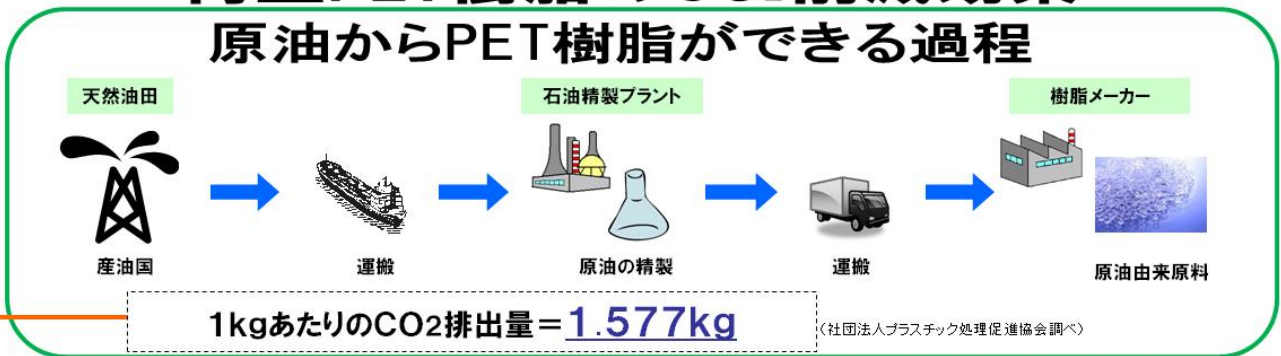 原油からPET樹脂ができる過程
天然油田
石油精製プラント
樹脂メーカー
産油国
運搬
原油の精製
運搬
原油由来原料
1kgあたりのCO2排出量=1.577kg
(社団法人プラスチック処理促進協会調べ)